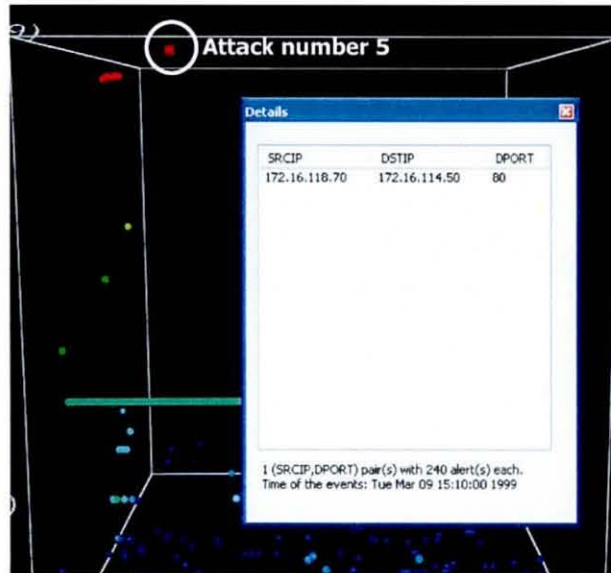 Attack number 5
Details
SRCIP DSTIP DPORT
172.16.118.70 172.16.114.50 80
1 (SRCIP,DPORT) pair(s) with 240 alert(s) each.
Time of the events: Tue Mar 09 15:10:00 1999